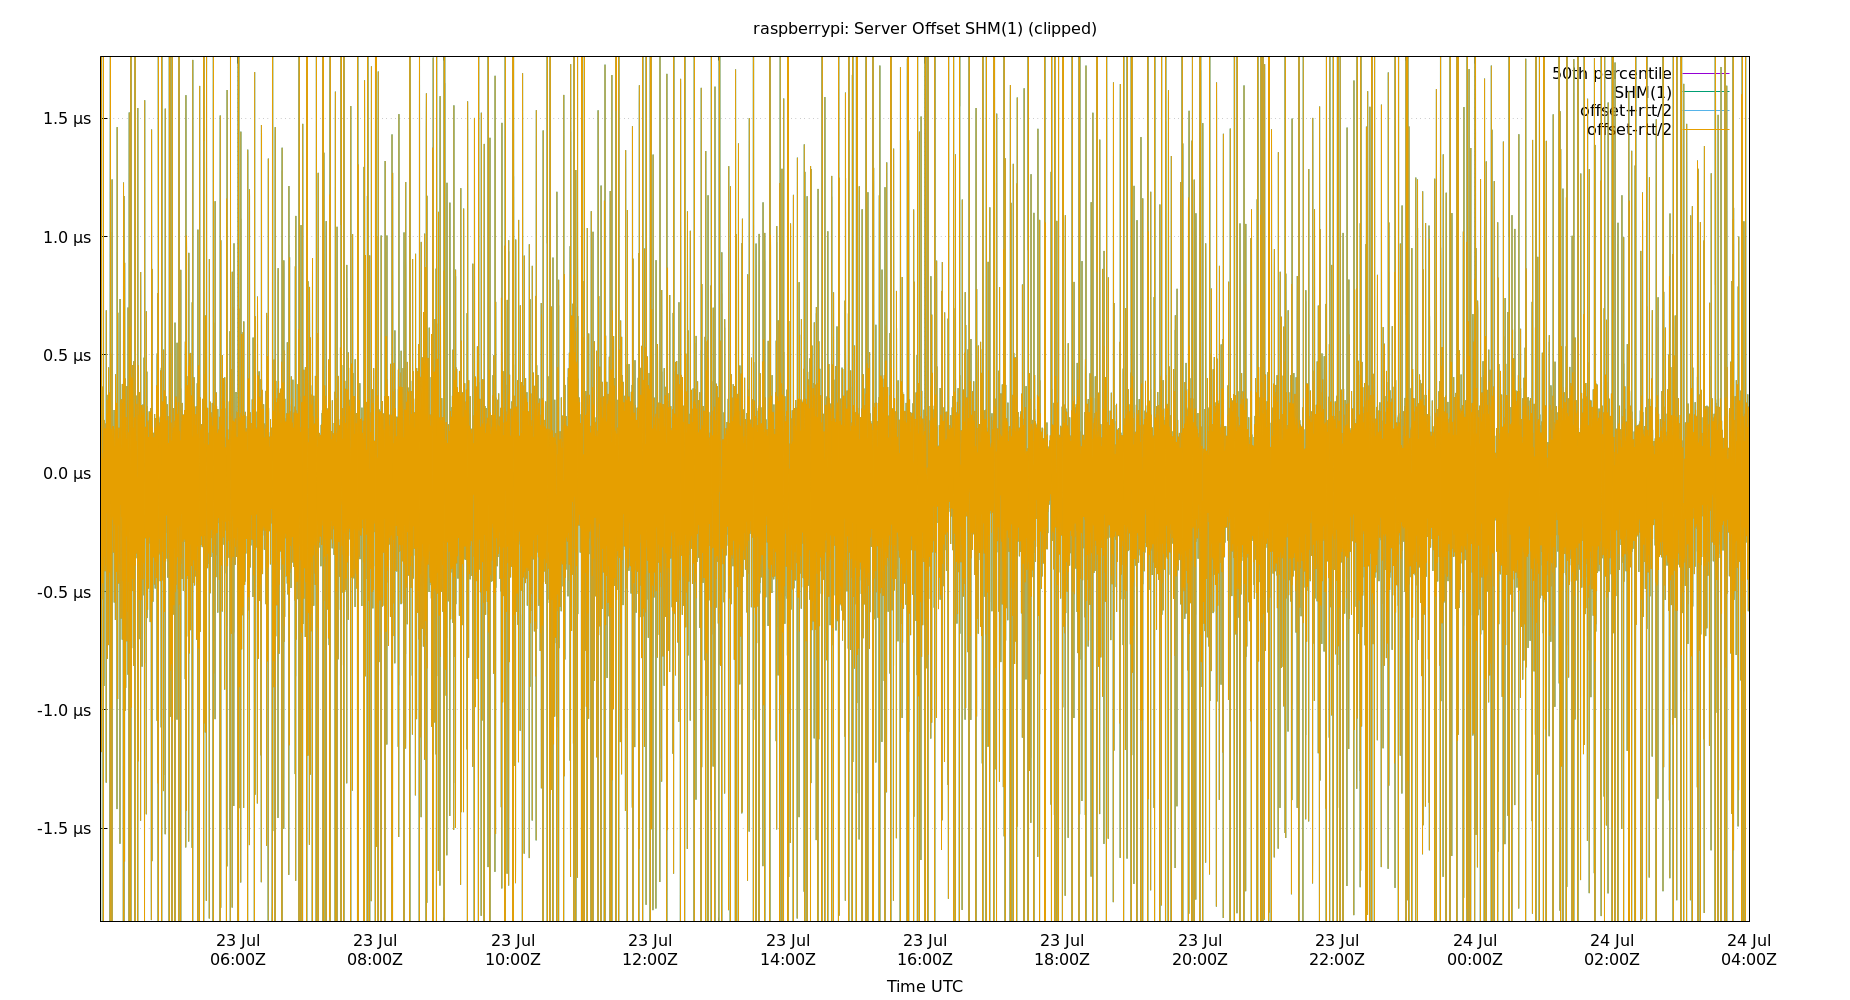 raspberrypi: Server Offset SHM(1) (clipped)
50th percentile
SHM(1)
offset+rtt/2
offset-rtt/2
1.5 µs
1.0 µs
0.5 µs
0.0 µs
-0.5 µs
-1.0 µs
-1.5 µs
23 Jul 23 Jul 23 Jul 23 Jul 23 Jul 23 Jul 23 Jul 23 Jul 23 Jul 24 Jul 24 Jul 24 Jul
06:00Z 08:00Z 10:00Z 12:00Z 14:00Z 16:00Z 18:00Z 20:00Z 22:00Z 00:00Z 02:00Z 04:00Z
Time UTC